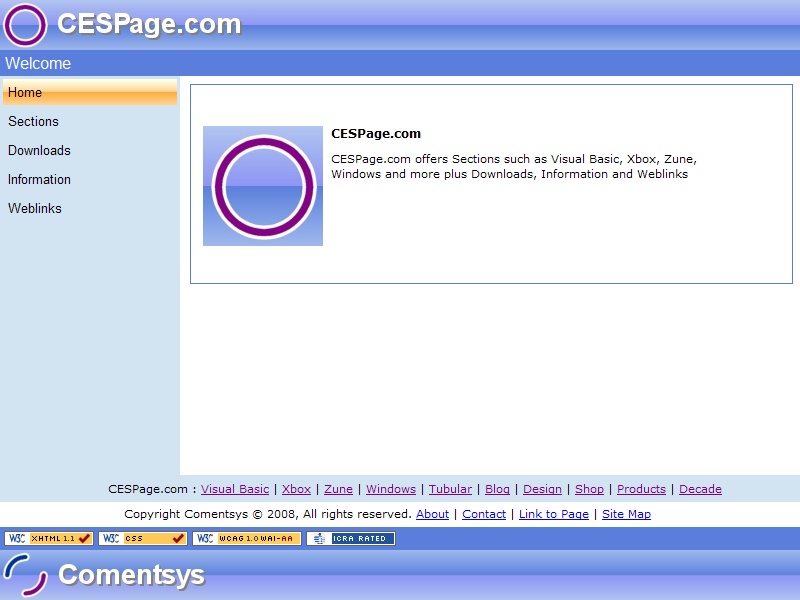 CESPage.com
Welcome
Home
Sections
Downloads
Information
Weblinks
CESPage.com
CESPage.com offers Sections such as Visual Basic, Xbox, Zune,
Windows and more plus Downloads, Information and Weblinks
CESPage.com : Visual Basic | Xbox | Zune | Windows | Tubular | Blog | Design | Shop | Products | Decade
Copyright Comentsys © 2008, All rights reserved. About | Contact | Link to Page | Site Map
W3C XHTML 1.1 W3C CSS W3C WCAG 1.0 WAI-AA ICRA RATED
Comentsys